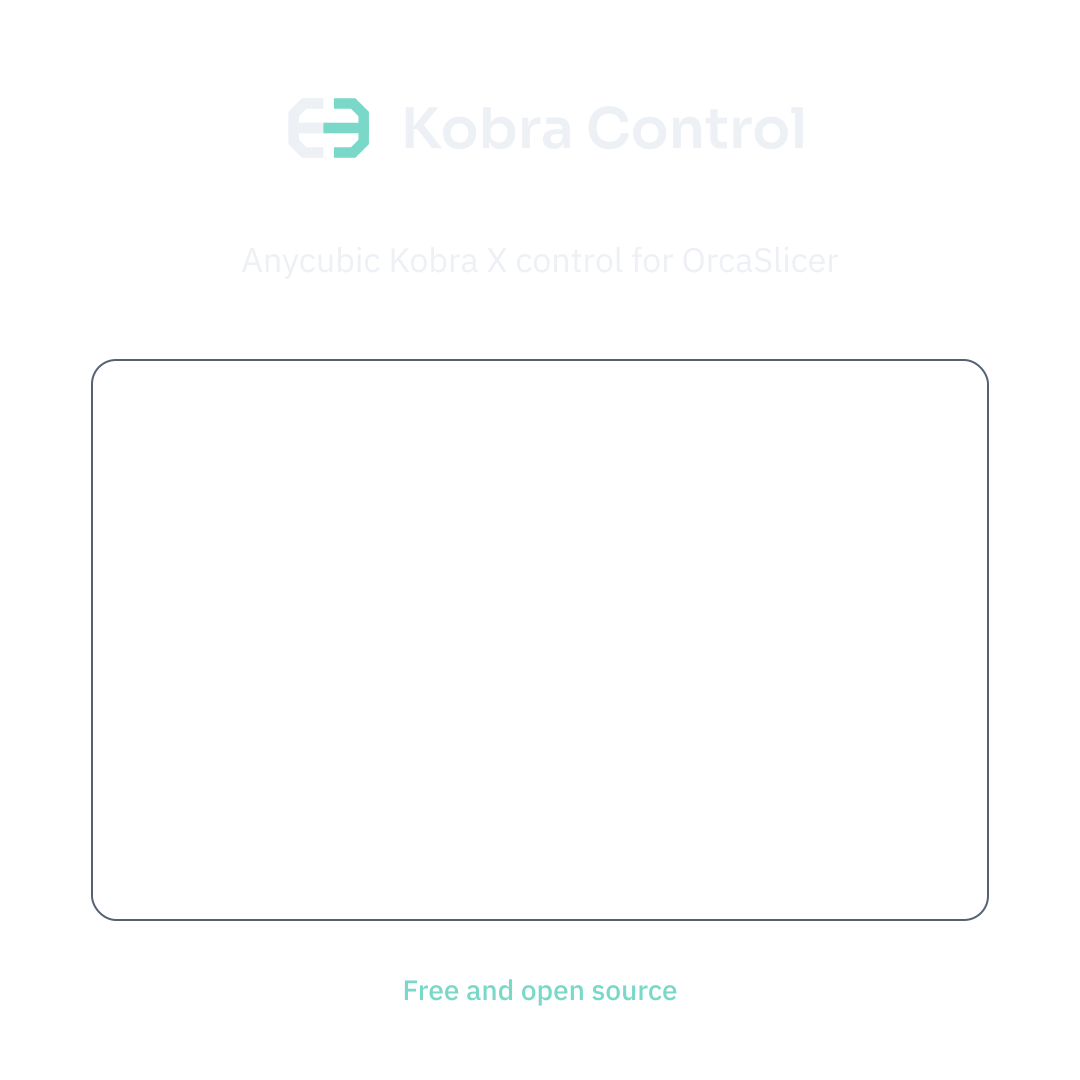 Kobra Control
Anycubic Kobra X control for OrcaSlicer
Free and open source